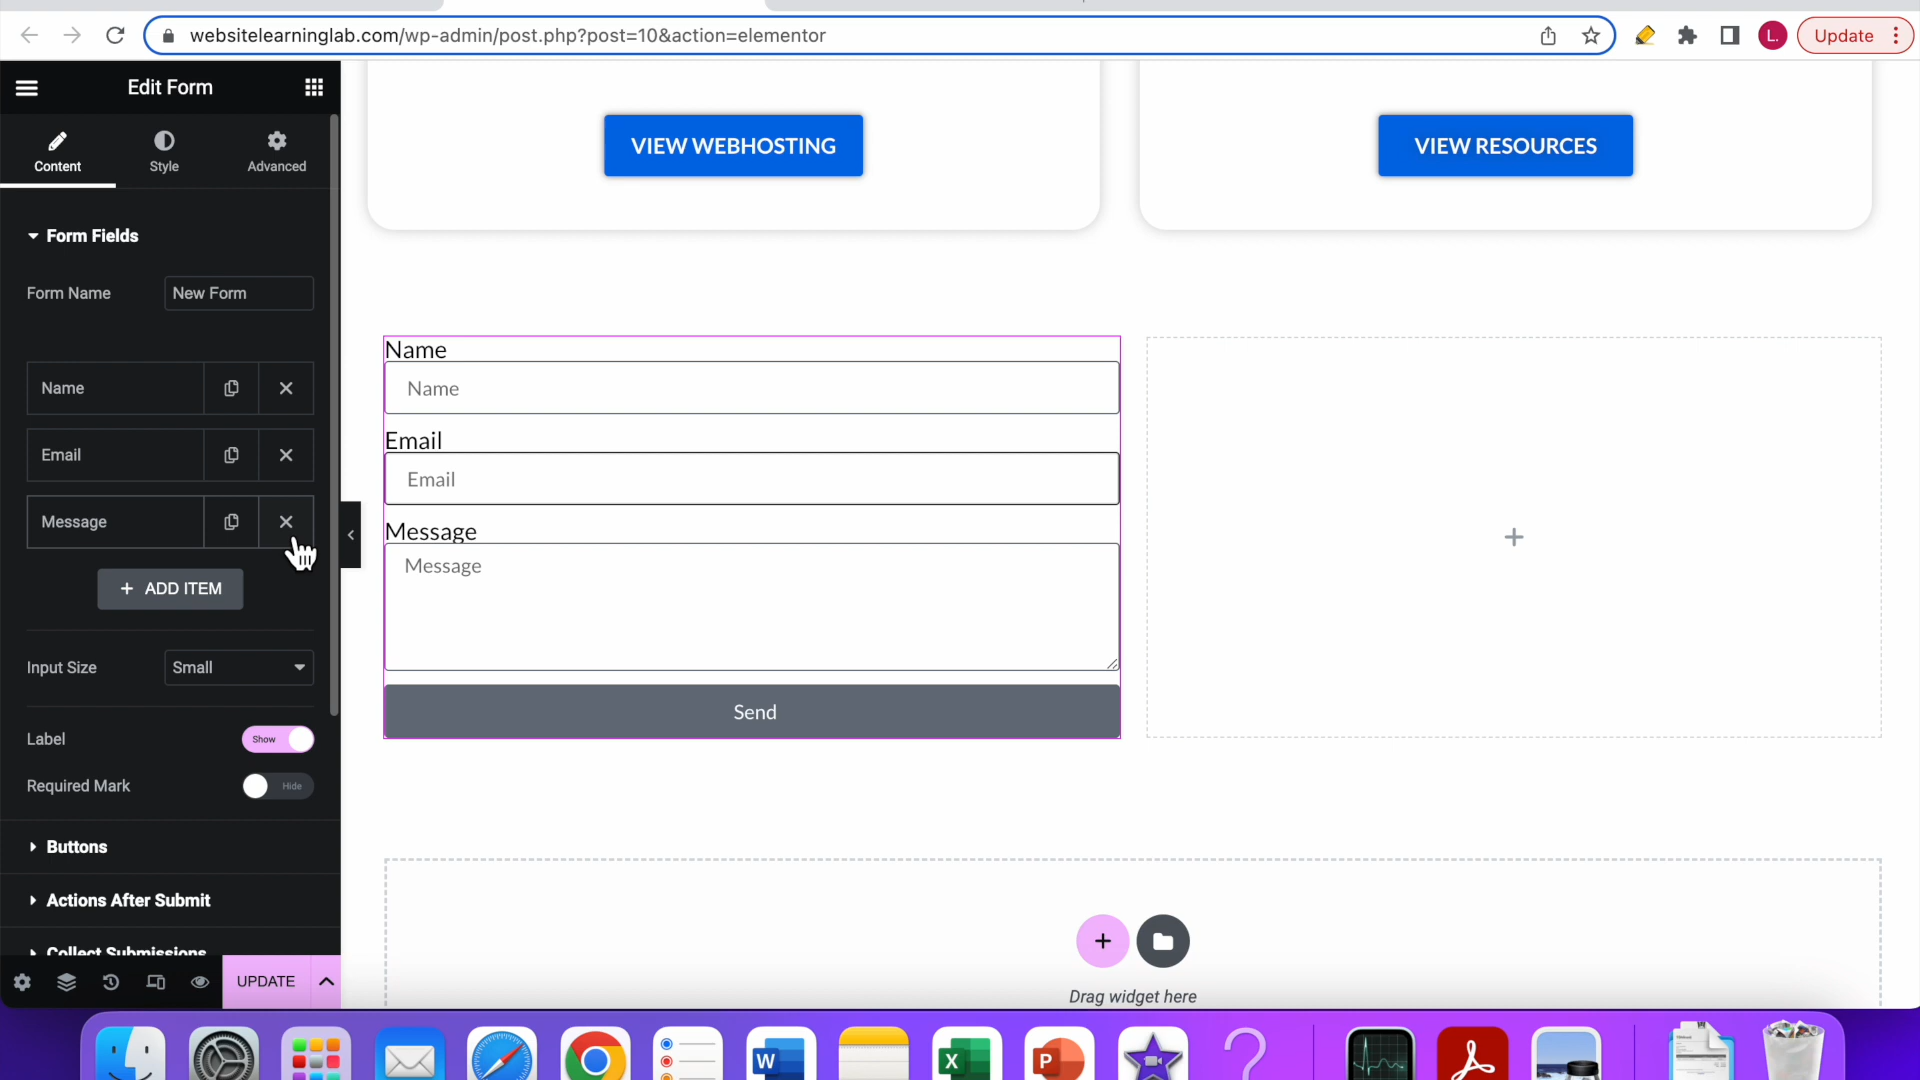 websitelearninglab.com/wp-admin/post.php?post=10&action=elementor
L.
Update
Edit Form
Content
Style
Advanced
Form Fields
Form Name
New Form
Name
Email
Message
+ ADD ITEM
Input Size
Small
Label
Show
Required Mark
Hide
Buttons
Actions After Submit
Collect Submissions
UPDATE
VIEW WEBHOSTING
VIEW RESOURCES
Name
Name
Email
Email
Message
Message
Send
Drag widget here
W
X
P
?